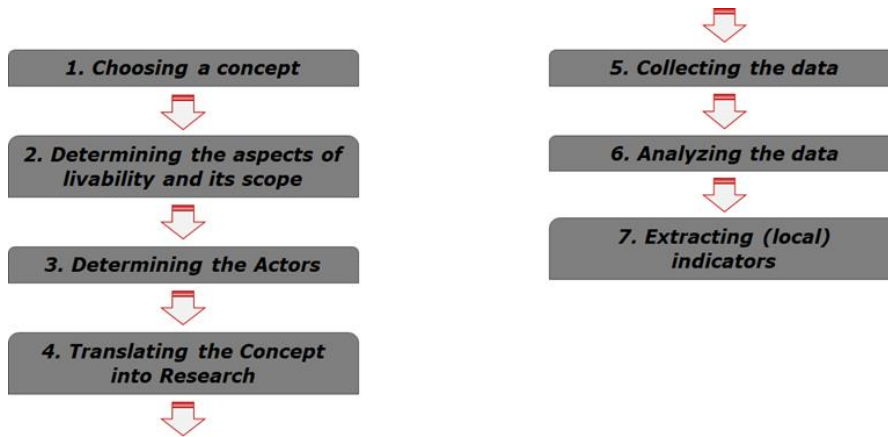 1. Choosing a concept
2. Determining the aspects of
livability and its scope
3. Determining the Actors
4. Translating the Concept
into Research
5. Collecting the data
6. Analyzing the data
7. Extracting (local)
indicators